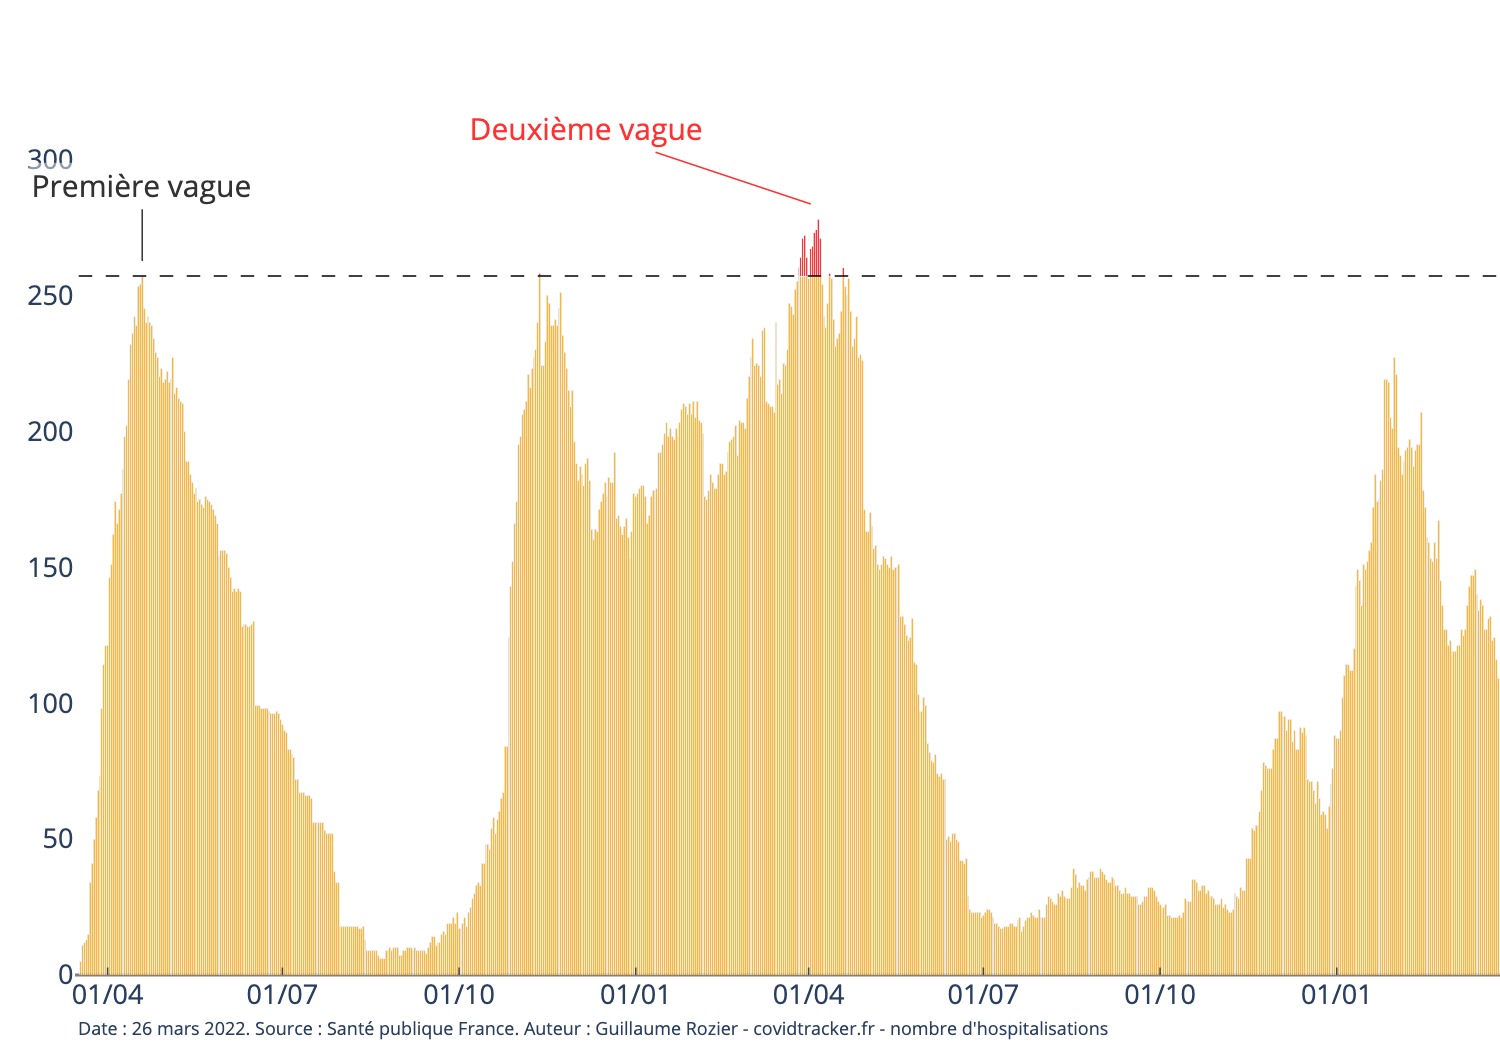 Deuxième vague
300
Première vague
250
200
150
100
50
0
01/04 01/07 01/10 01/01 01/04 01/07 01/10 01/01
Date : 26 mars 2022. Source : Santé publique France. Auteur : Guillaume Rozier - covidtracker.fr - nombre d'hospitalisations